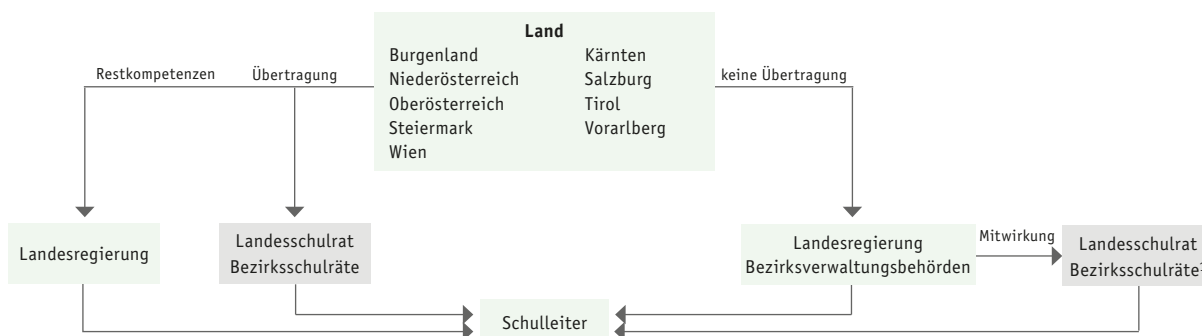 Land
Burgenland
Niederösterreich
Oberösterreich
Steiermark
Wien
Kärnten
Salzburg
Tirol
Vorarlberg
Restkompetenzen
Übertragung
keine Übertragung
Landesregierung
Landesschulrat
Bezirksschulräte
Landesregierung
Bezirksverwaltungsbehörden
Mitwirkung
Landesschulrat
Bezirksschulräte
Schulleiter